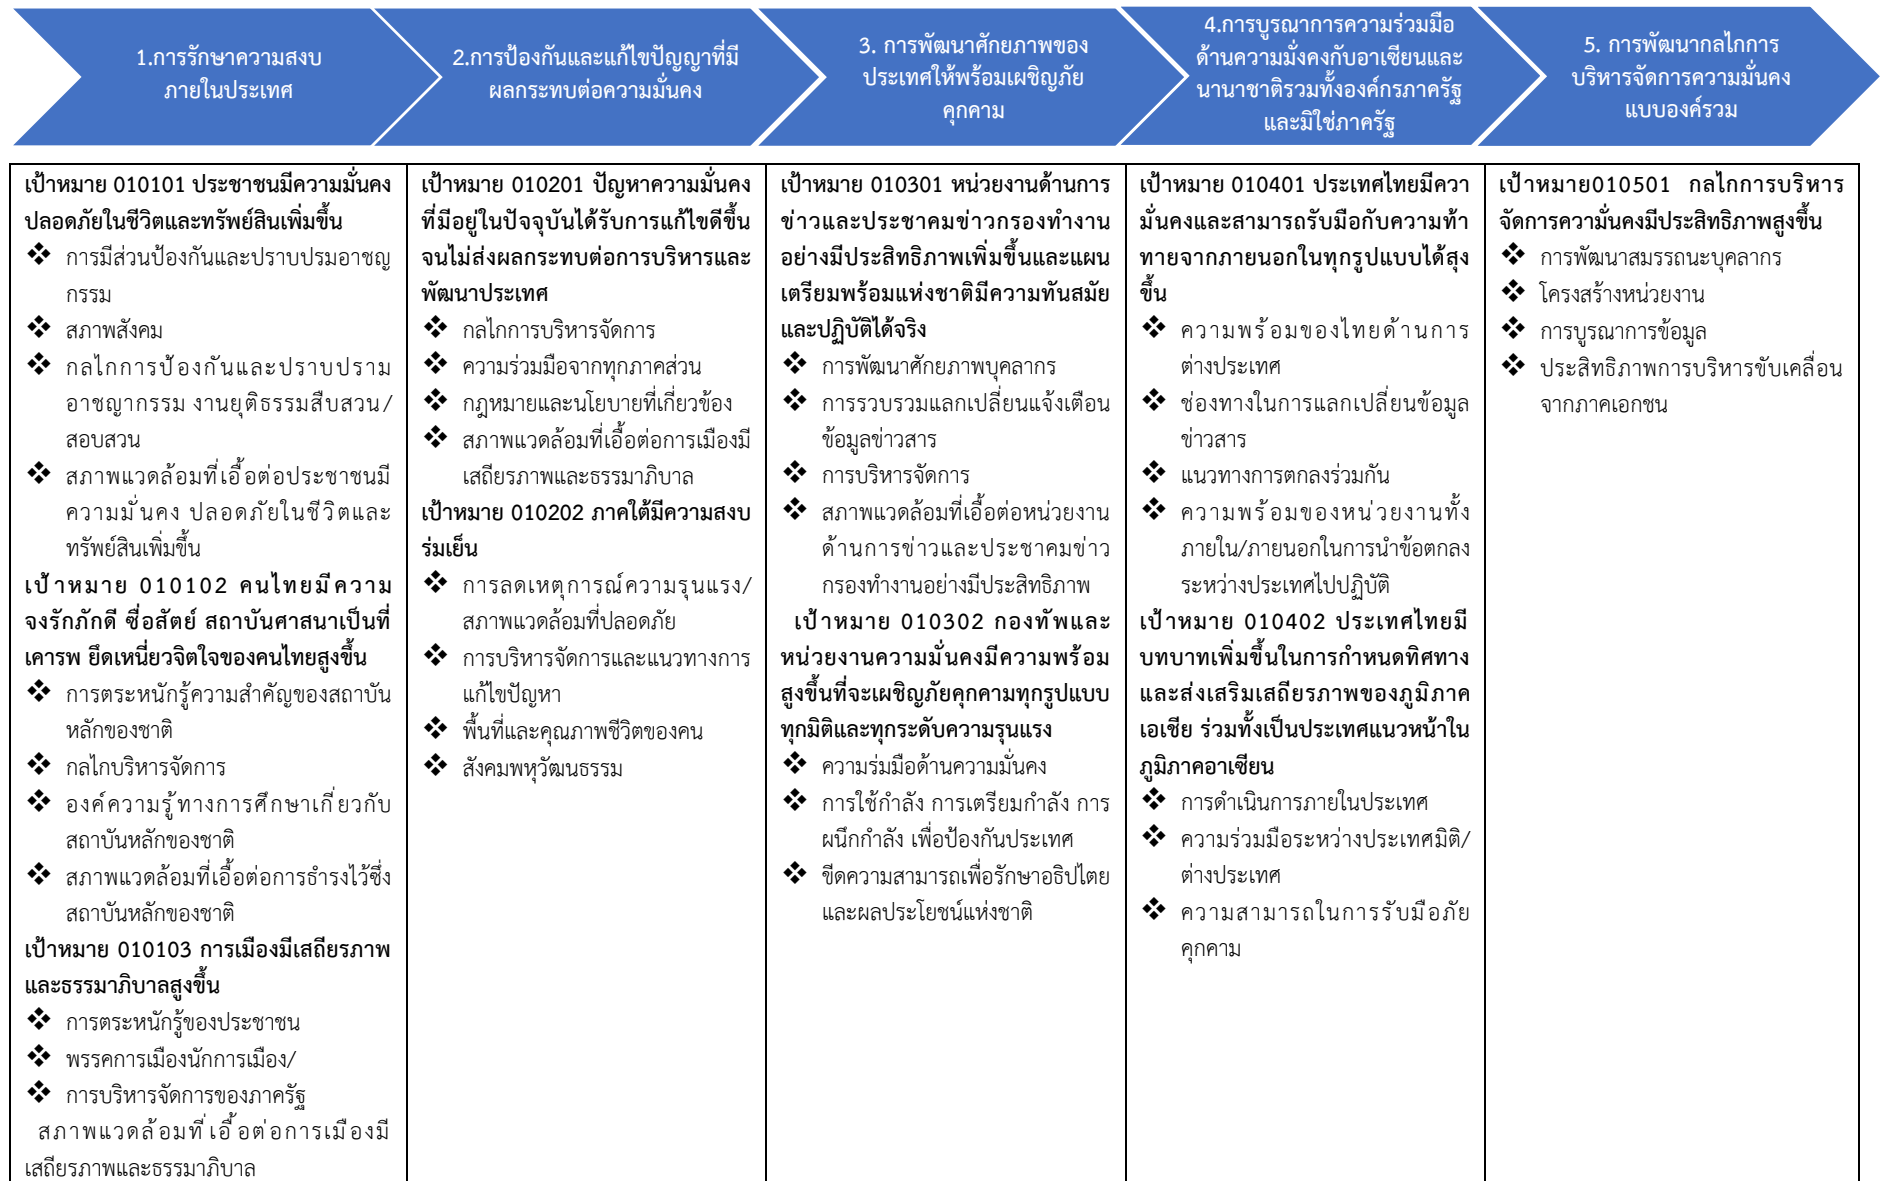 1.การรักษาความสงบ
ภายในประเทศ
2.การป้องกันและแก้ไขปัญญาที่มี
ผลกระทบต่อความมั่นคง
3. การพัฒนาศักยภาพของ
ประเทศให้พร้อมเผชิญภัย
คุกคาม
4.การบูรณาการความร่วมมือ
ด้านความมั่งคงกับอาเซียนและ
นานาชาติรวมทั้งองค์กรภาครัฐ
และมิใช่ภาครัฐ
5. การพัฒนากลไกการ
บริหารจัดการความมั่นคง
แบบองค์รวม
เป้าหมาย 010101 ประชาชนมีความมั่นคง
ปลอดภัยในชีวิตและทรัพย์สินเพิ่มขึ้น
❖ การมีส่วนป้องกันและปราบปรมอาชญ
กรรม
❖ สภาพสังคม
❖ กลไกการป้องกันและปราบปราม
อาชญากรรม งานยุติธรรมสืบสวน/
สอบสวน
❖ สภาพแวดล้อมที่เอื้อต่อประชาชนมี
ความมั่นคง ปลอดภัยในชีวิตและ
ทรัพย์สินเพิ่มขึ้น
เป้าหมาย 010102 คนไทยมีความ
จงรักภักดี ซื่อสัตย์ สถาบันศาสนาเป็นที่
เคารพ ยึดเหนี่ยวจิตใจของคนไทยสูงขึ้น
❖ การตระหนักรู้ความสำคัญของสถาบัน
หลักของชาติ
❖ กลไกบริหารจัดการ
❖ องค์ความรู้ทางการศึกษาเกี่ยวกับ
สถาบันหลักของชาติ
❖ สภาพแวดล้อมที่เอื้อต่อการธำรงไว้ซึ่ง
สถาบันหลักของชาติ
เป้าหมาย 010103 การเมืองมีเสถียรภาพ
และธรรมาภิบาลสูงขึ้น
❖ การตระหนักรู้ของประชาชน
❖ พรรคการเมืองนักการเมือง/
❖ การบริหารจัดการของภาครัฐ
สภาพแวดล้อมที่เอื้อต่อการเมืองมี
เสถียรภาพและธรรมาภิบาล
เป้าหมาย 010201 ปัญหาความมั่นคง
ที่มีอยู่ในปัจจุบันได้รับการแก้ไขดีขึ้น
จนไม่ส่งผลกระทบต่อการบริหารและ
พัฒนาประเทศ
❖ กลไกการบริหารจัดการ
❖ ความร่วมมือจากทุกภาคส่วน
❖ กฎหมายและนโยบายที่เกี่ยวข้อง
❖ สภาพแวดล้อมที่เอื้อต่อการเมืองมี
เสถียรภาพและธรรมาภิบาล
เป้าหมาย 010202 ภาคใต้มีความสงบ
ร่มเย็น
❖ การลดเหตุการณ์ความรุนแรง/
สภาพแวดล้อมที่ปลอดภัย
❖ การบริหารจัดการและแนวทางการ
แก้ไขปัญหา
❖ พื้นที่และคุณภาพชีวิตของคน
❖ สังคมพหุวัฒนธรรม
เป้าหมาย 010301 หน่วยงานด้านการ
ข่าวและประชาคมข่าวกรองทำงาน
อย่างมีประสิทธิภาพเพิ่มขึ้นและแผน
เตรียมพร้อมแห่งชาติมีความทันสมัย
และปฏิบัติได้จริง
❖ การพัฒนาศักยภาพบุคลากร
❖ การรวบรวมแลกเปลี่ยนแจ้งเตือน
ข้อมูลข่าวสาร
❖ การบริหารจัดการ
❖ สภาพแวดล้อมที่เอื้อต่อหน่วยงาน
ด้านการข่าวและประชาคมข่าว
กรองทำงานอย่างมีประสิทธิภาพ
เป้าหมาย 010302 กองทัพและ
หน่วยงานความมั่นคงมีความพร้อม
สูงขึ้นที่จะเผชิญภัยคุกคามทุกรูปแบบ
ทุกมิติและทุกระดับความรุนแรง
❖ ความร่มมือด้านความมั่นคง
❖ การใช้กำลัง การเตรียมกำลัง การ
ผนึกกำลัง เพื่อป้องกันประเทศ
❖ ขีดความสามารถเพื่อรักษาอธิปไตย
และผลประโยชน์แห่งชาติ
เป้าหมาย 010401 ประเทศไทยมีควา
มั่นคงและสามารถรับมือกับความท้า
ทายจากภายนอกในทุกรูปแบบได้สูง
ขึ้น
❖ ความพร้อมของไทยด้านการ
ต่างประเทศ
❖ ช่องทางในการแลกเปลี่ยนข้อมูล
ข่าวสาร
❖ แนวทางการตกลงร่วมกัน
❖ ความพร้อมของหน่วยงานทั้ง
ภายใน/ภายนอกในการนำข้อตกลง
ระหว่างประเทศไปปฏิบัติ
เป้าหมาย 010402 ประเทศไทยมี
บทบาทเพิ่มขึ้นในการกำหนดทิศทาง
และส่งเสริมเสถียรภาพของภูมิภาค
เอเชีย ร่วมทั้งเป็นประเทศแนวหน้าใน
ภูมิภาคอาเซียน
❖ การดำเนินการภายในประเทศ
❖ ความร่วมมือระหว่างประเทศมิติ/
ต่างประเทศ
❖ ความสามารถในการรับมือภัย
คุกคาม
เป้าหมาย010501 กลไกการบริหาร
จัดการความั่นคงมีประสิทธิภาพสูงขึ้น
❖ การพัฒนาสมรรถนะบุคลากร
❖ โครงสร้างหน่วยงาน
❖ การบูรณาการข้อมูล
❖ ประสิทธิภาพการบริหารขับเคลื่อน
จากภาคเอกชน